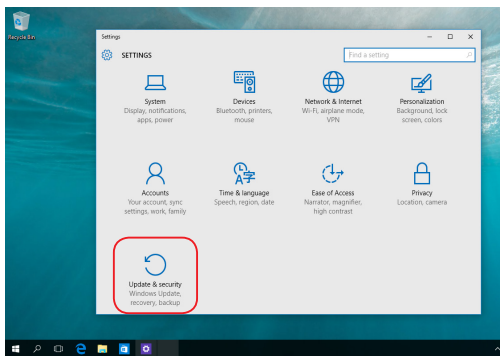 Recycle Bin
Settings
SETTINGS
Find a setting
System
Display, notifications,
apps, power
Devices
Bluetooth, printers,
mouse
Network & Internet
Wi-Fi, airplane mode,
VPN
Personalization
Background, lock
screen, colors
Accounts
Your account, sync
settings, work, family
Time & language
Speech, region, date
Ease of Access
Narrator, magnifier,
high contrast
Privacy
Location, camera
Update & security
Windows Update,
recovery, backup